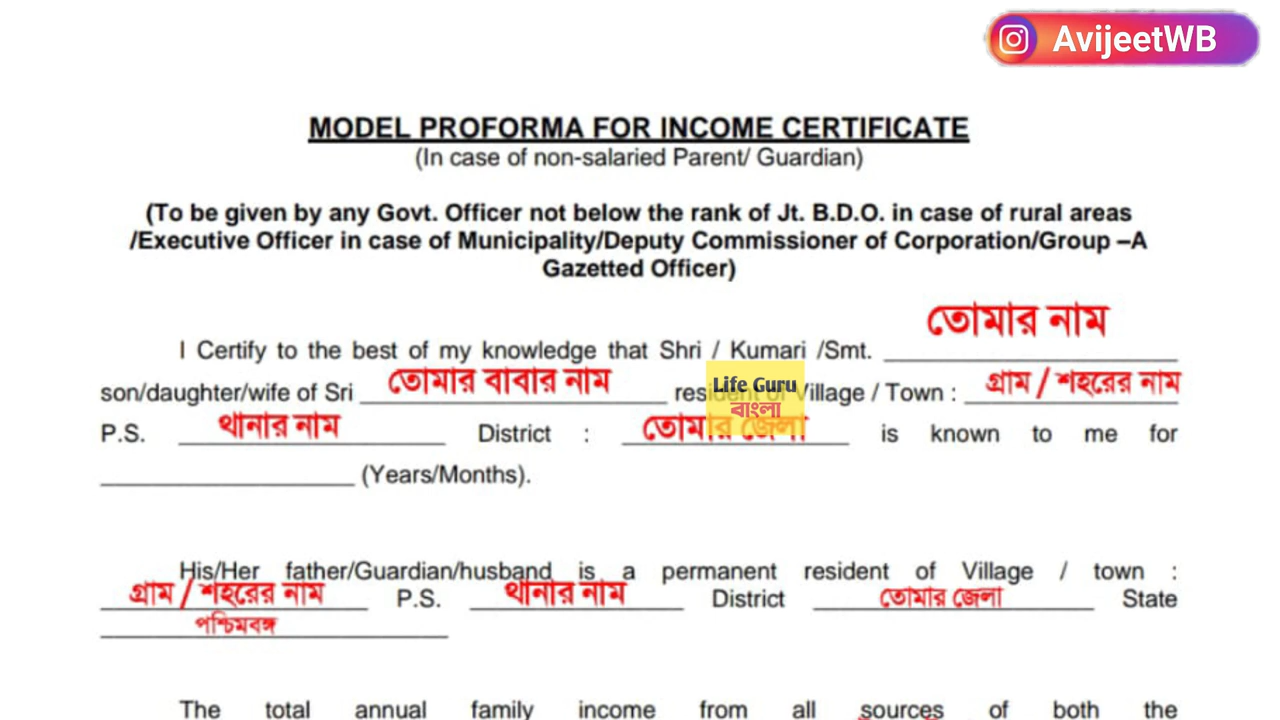 AvijeetWB
MODEL PROFORMA FOR INCOME CERTIFICATE
(In case of non-salaried Parent/ Guardian)
(To be given by any Govt. Officer not below the rank of Jt. B.D.O. in case of rural areas
/Executive Officer in case of Municipality/Deputy Commissioner of Corporation/Group –A
Gazetted Officer)
তোমার নাম
I Certify to the best of my knowledge that Shri / Kumari /Smt.
son/daughter/wife of Sri তোমার বাবার নাম resident of Village / Town : গ্রাম / শহরের নাম
Life Guru
বাংলা
P.S. থানার নাম District : তোমার জেলা is known to me for
(Years/Months).
His/Her father/Guardian/husband is a permanent resident of Village / town :
গ্রাম / শহরের নাম P.S. থানার নাম District তোমার জেলা State
পশ্চিমবঙ্গ
The total annual family income from all sources of both the